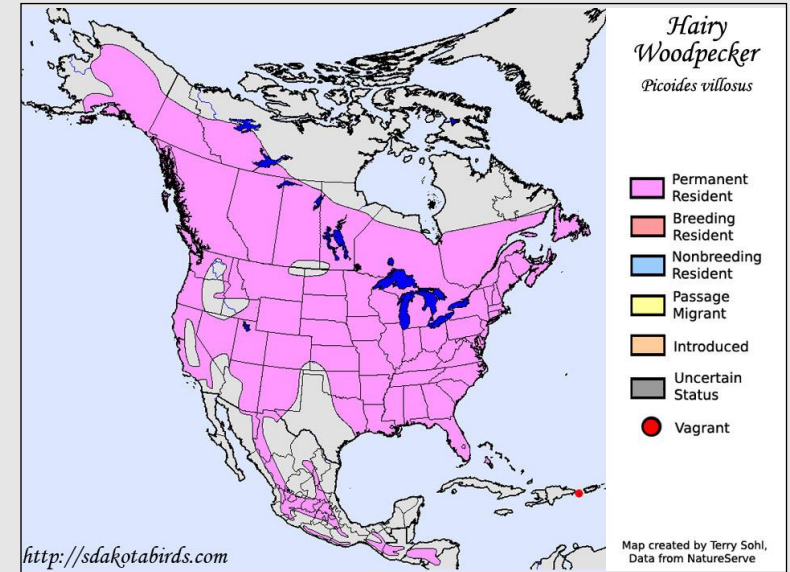 Hairy
Woodpecker
Picoides villosus
Permanent
Resident
Breeding
Resident
Nonbreeding
Resident
Passage
Migrant
Introduced
Uncertain
Status
Vagrant
http://sdakotabirds.com
Map created by Terry Sohl,
Data from NatureServe